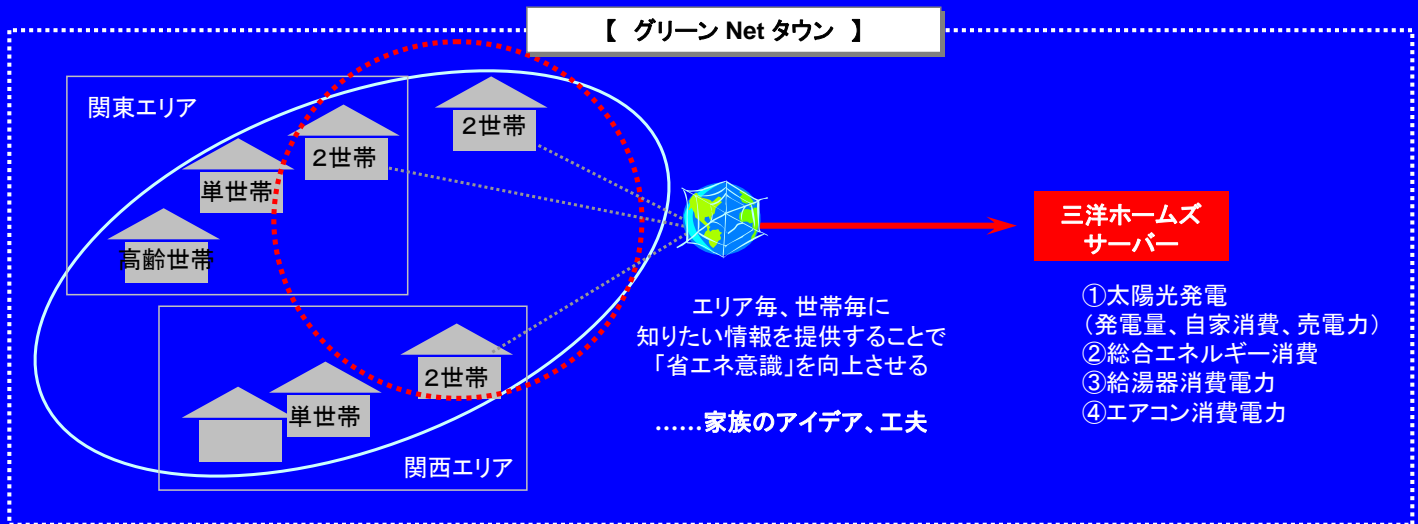 【 グリーン Net タウン 】
関東エリア
2世帯
2世帯
単世帯
高齢世帯
2世帯
単世帯
関西エリア
エリア毎、世帯毎に
知りたい情報を提供することで
「省エネ意識」を向上させる
……家族のアイデア、工夫
三洋ホームズ
サーバー
①太陽光発電
(発電量、自家消費、売電力)
②総合エネルギー消費
③給湯器消費電力
④エアコン消費電力